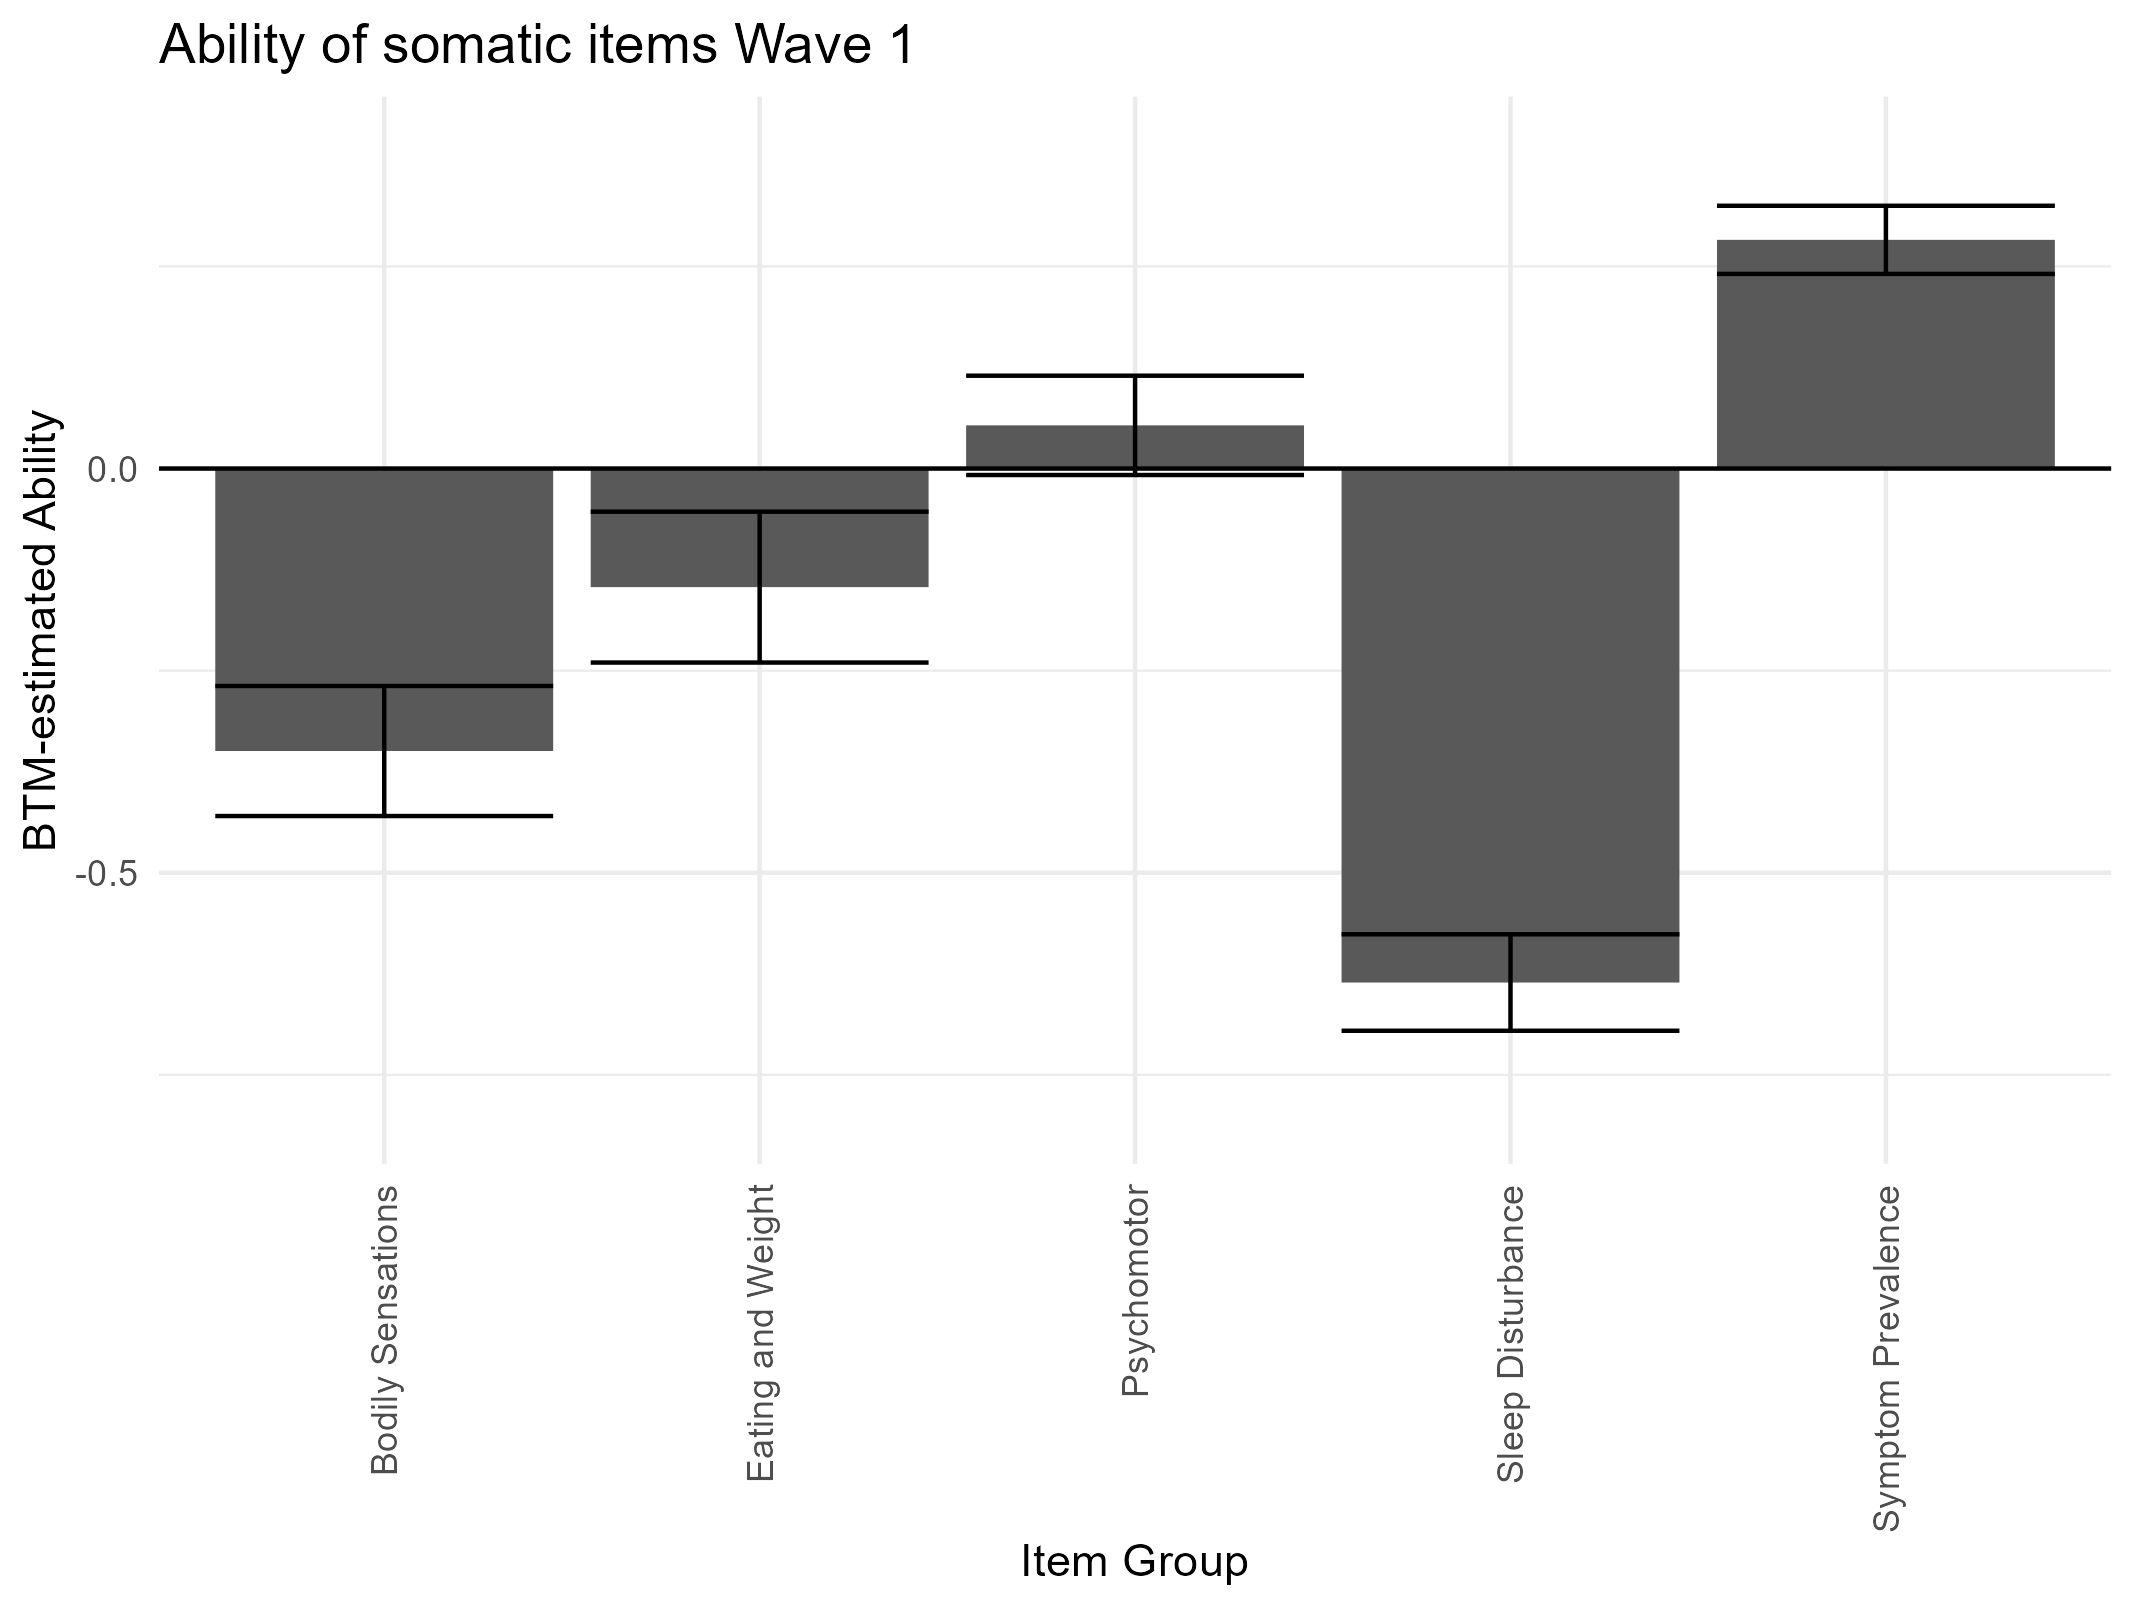 Ability of somatic items Wave 1
BTM-estimated Ability
0.0
-0.5
Bodily Sensations
Eating and Weight
Psychomotor
Sleep Disturbance
Symptom Prevalence
Item Group